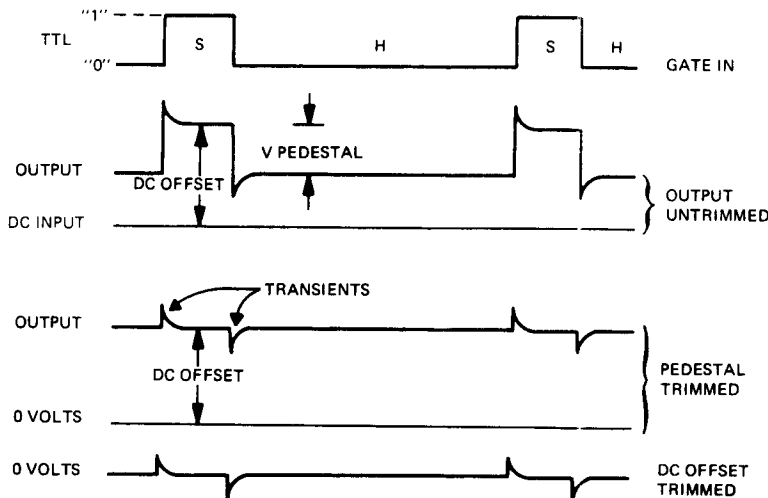 "1"
TTL
S
H
S
H
"0"
GATE IN
V PEDESTAL
OUTPUT
DC OFFSET
OUTPUT
UNTRIMMED
DC INPUT
TRANSIENTS
OUTPUT
DC OFFSET
PEDESTAL
TRIMMED
0 VOLTS
0 VOLTS
DC OFFSET
TRIMMED